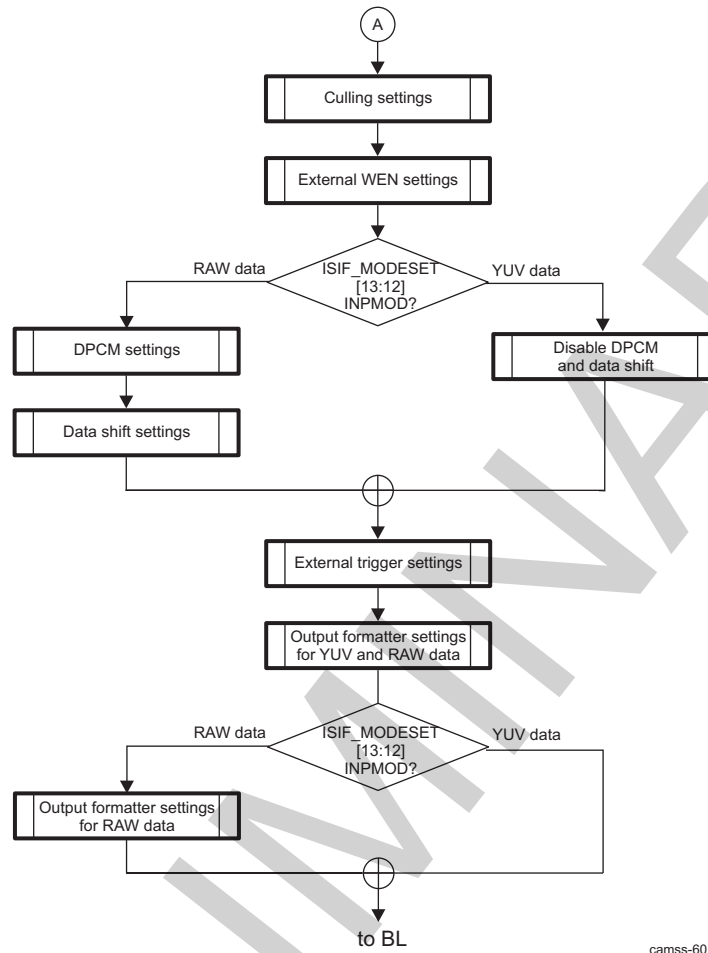 A
Culling settings
External WEN settings
RAW data
ISIF_MODESET
[13:12]
INPMOD?
YUV data
DPCM settings
Disable DPCM
and data shift
Data shift settings
External trigger settings
Output formatter settings
for YUV and RAW data
RAW data
ISIF_MODESET
[13:12]
INPMOD?
YUV data
Output formatter settings
for RAW data
to BL
camss-60